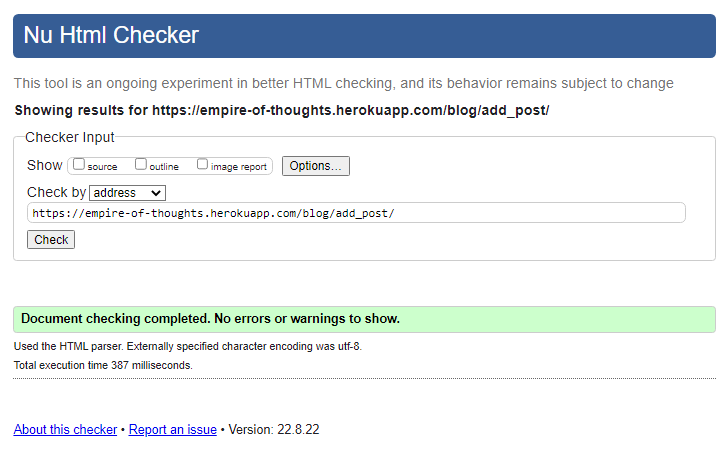 Nu Html Checker
This tool is an ongoing experiment in better HTML checking, and its behavior remains subject to change
Showing results for https://empire-of-thoughts.herokuapp.com/blog/add_post/
Checker Input
Show source outline image report Options...
Check by address
https://empire-of-thoughts.herokuapp.com/blog/add_post/
Check
Document checking completed. No errors or warnings to show.
Used the HTML parser. Externally specified character encoding was utf-8.
Total execution time 387 milliseconds.
About this checker • Report an issue • Version: 22.8.22